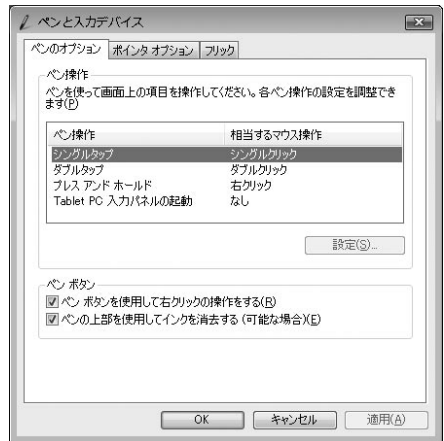 ペンと入力デバイス
ペンのオプション ポインタ オプション フリック
ペン操作
ペンを使って画面上の項目を操作してください。各ペン操作の設定を調整でき
ます(P)
ペン操作 相当するマウス操作
シングルタップ シングルクリック
ダブルタップ ダブルクリック
プレス アンド ホールド 右クリック
Tablet PC 入力パネルの起動 なし
設定(S)...
ペン ボタン
ペン ボタンを使用して右クリックの操作をする(R)
ペンの上部を使用してインクを消去する (可能な場合)(E)
OK キャンセル 適用(A)